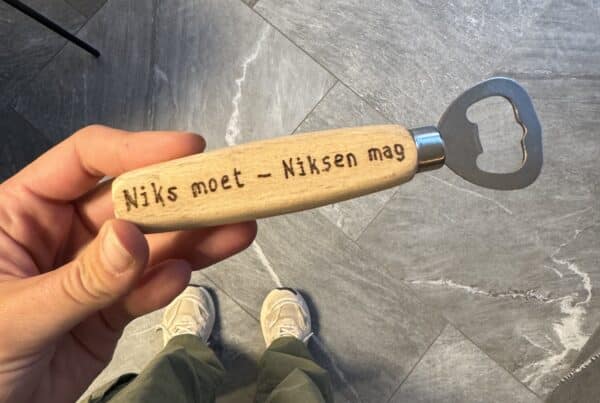 Niks moet – Niksen mag